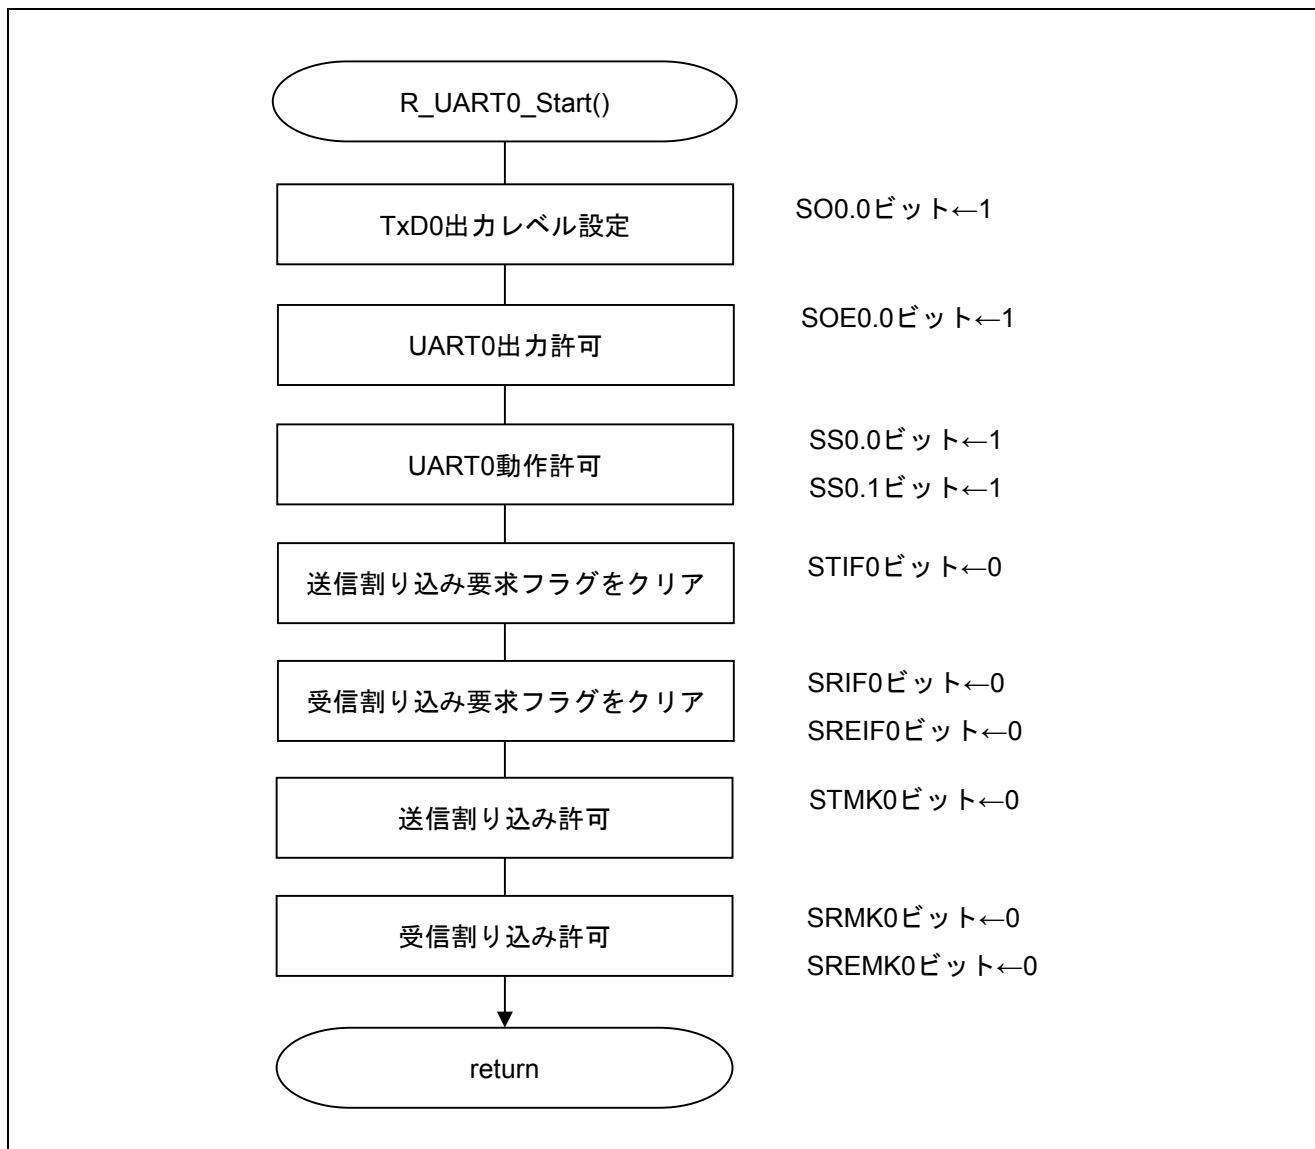 R_UART0_Start()
TxD0出力レベル設定
SO0.0ビット←1
UART0出力許可
SOE0.0ビット←1
UART0動作許可
SS0.0ビット←1
SS0.1ビット←1
送信割り込み要求フラグをクリア
STIF0ビット←0
受信割り込み要求フラグをクリア
SRIF0ビット←0
SREIF0ビット←0
送信割り込み許可
STMK0ビット←0
受信割り込み許可
SRMK0ビット←0
SREMK0ビット←0
return